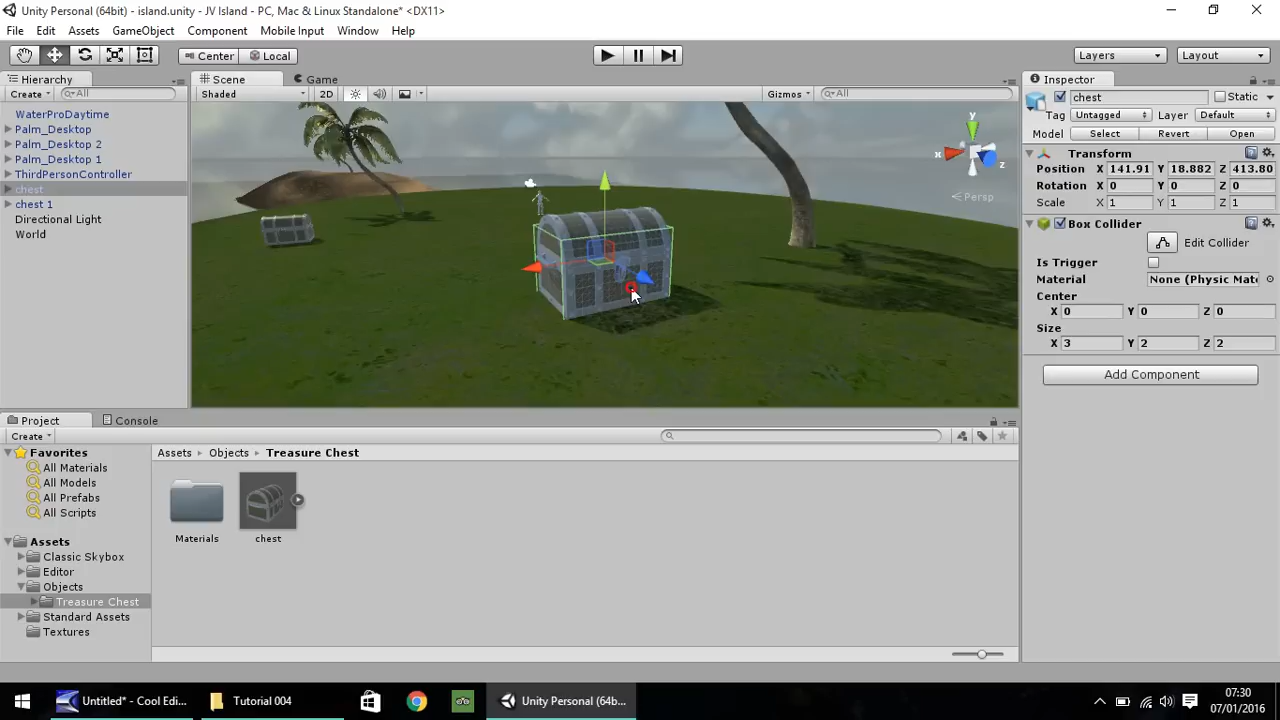 Unity Personal (64bit) - island.unity - JV Island - PC, Mac & Linux Standalone* <DX11>
File Edit Assets GameObject Component Mobile Input Window Help
Center Local Layers Layout
Hierarchy Scene Game Inspector
Create All Shaded 2D Gizmos All chest Static
WaterProDaytime
Palm_Desktop
Palm_Desktop 2
Palm_Desktop 1
ThirdPersonController
chest
chest 1
Directional Light
World
y
x
z
Persp
Tag Untagged Layer Default
Model Select Revert Open
Transform
Position X 141.91 Y 18.882 Z 413.80
Rotation X 0 Y 0 Z 0
Scale X 1 Y 1 Z 1
Box Collider
Edit Collider
Is Trigger
Material None (Physic Mat
Center
X 0 Y 0 Z 0
Size
X 3 Y 2 Z 2
Add Component
Project Console
Create
Favorites
All Materials
All Models
All Prefabs
All Scripts
Assets
Classic Skybox
Editor
Objects
Treasure Chest
Standard Assets
Textures
Assets Objects Treasure Chest
Materials chest
Untitled* - Cool Edi... Tutorial 004 Unity Personal (64b...
07:30
07/01/2016